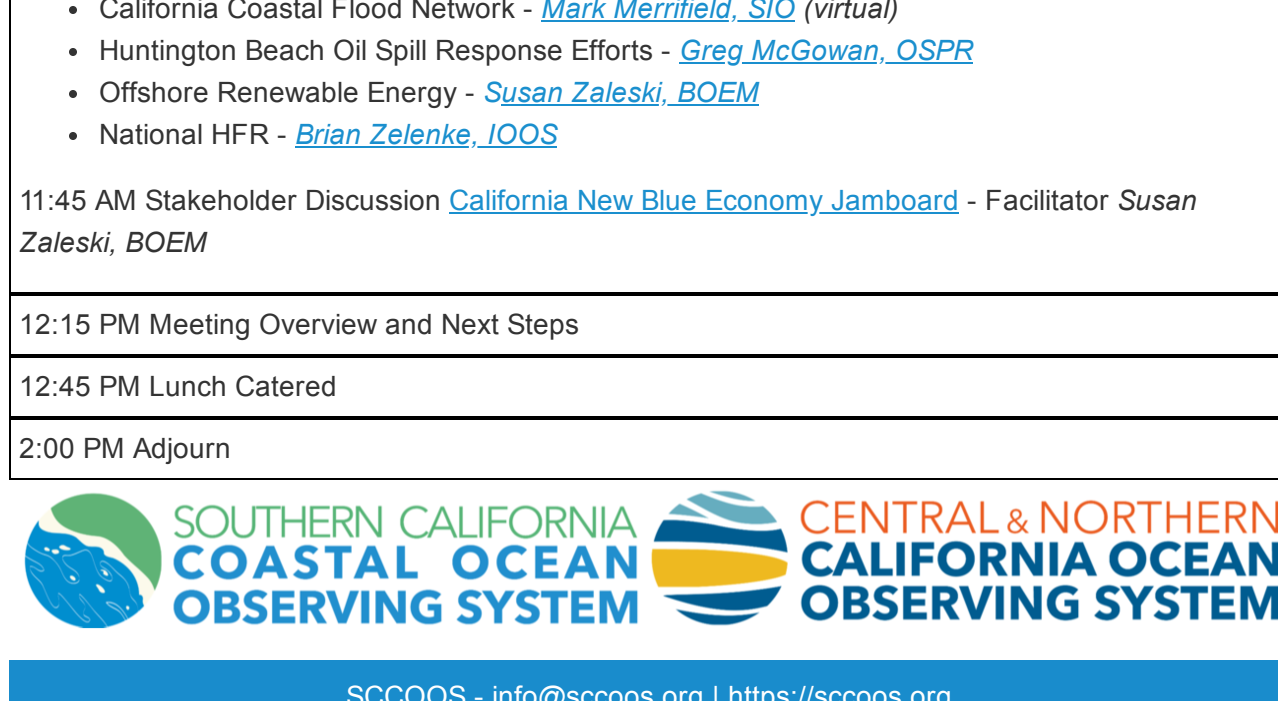 • California Coastal Flood Network - Mark Merrifield, SIO (virtual)
• Huntington Beach Oil Spill Response Efforts - Greg McGowan, OSPR
• Offshore Renewable Energy - Susan Zaleski, BOEM
• National HFR - Brian Zelenke, IOOS
11:45 AM Stakeholder Discussion California New Blue Economy Jamboard - Facilitator Susan
Zaleski, BOEM
12:15 PM Meeting Overview and Next Steps
12:45 PM Lunch Catered
2:00 PM Adjourn
SOUTHERN CALIFORNIA
COASTAL OCEAN
OBSERVING SYSTEM
CENTRAL & NORTHERN
CALIFORNIA OCEAN
OBSERVING SYSTEM
SCCOOS - info@sccoos.org | https://sccoos.org